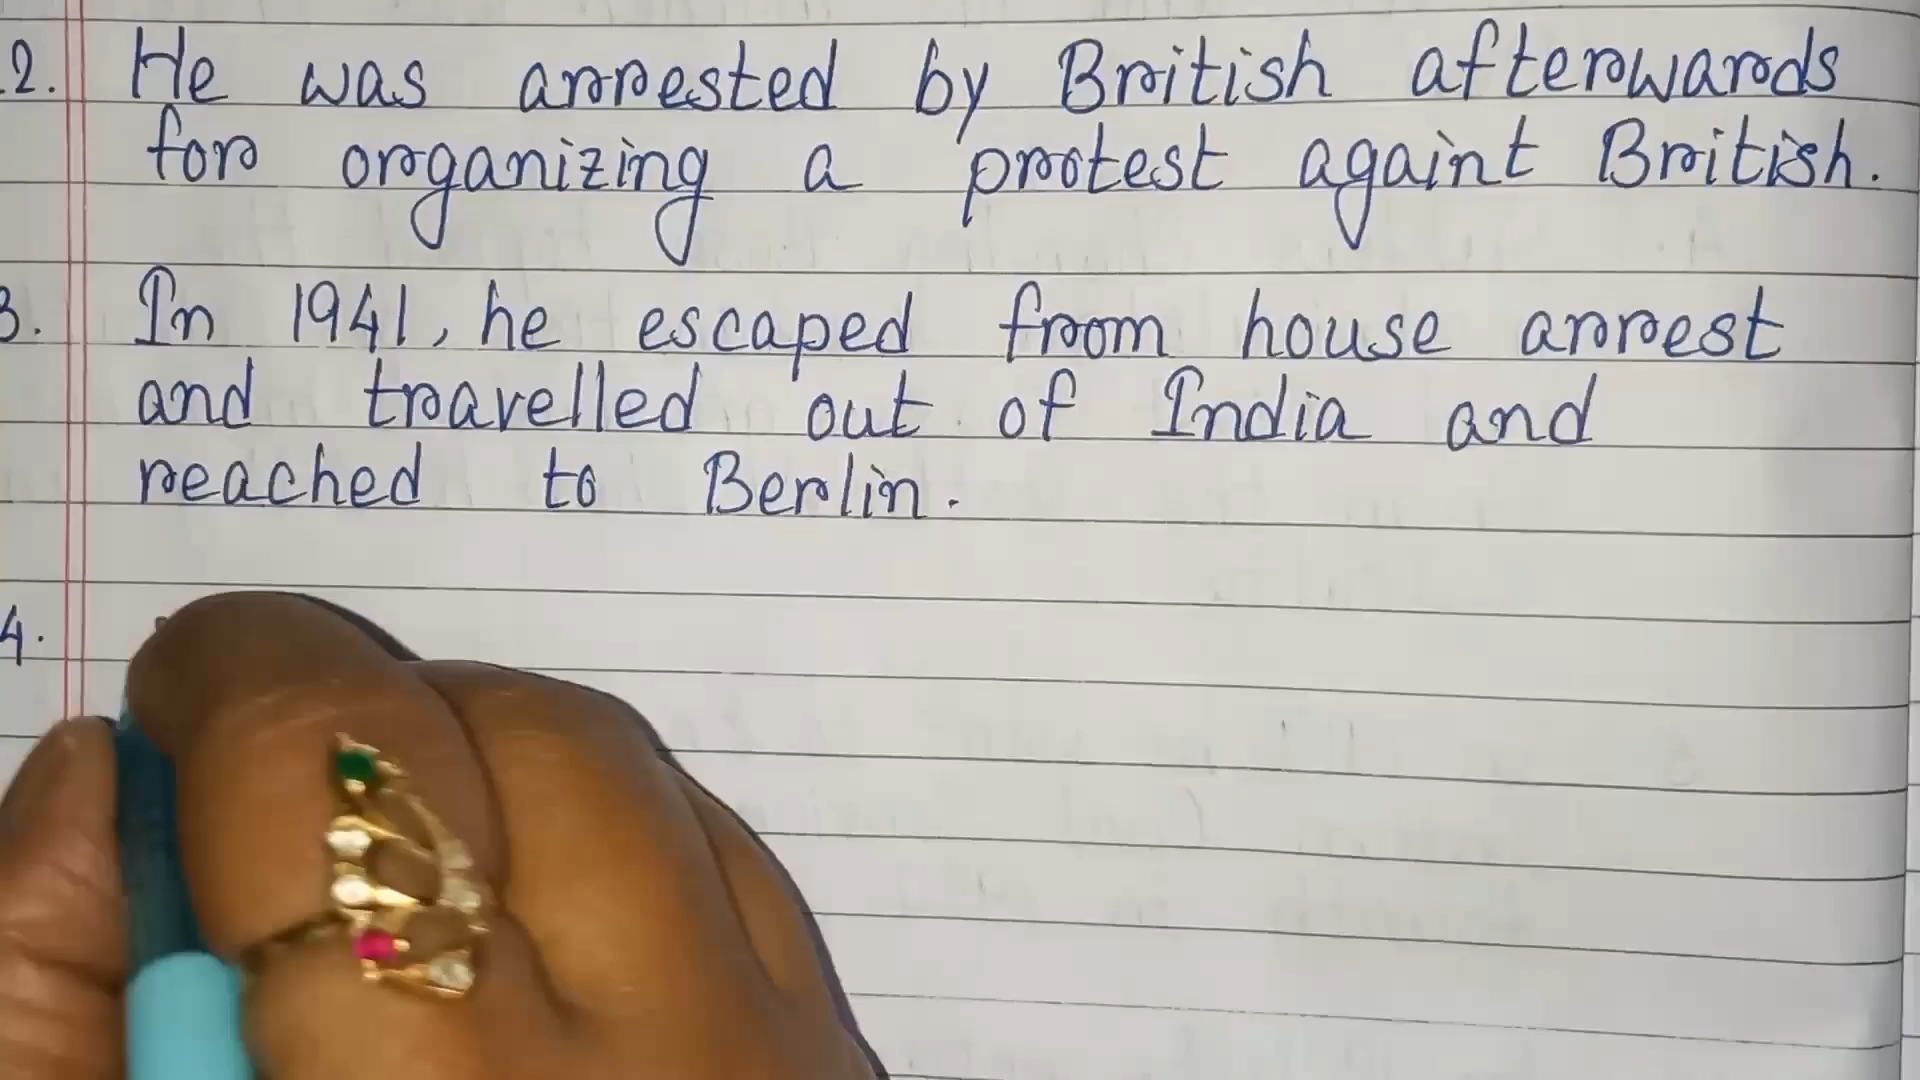 2. He was arrested by British afterwards
for organizing a protest againt British.
3. In 1941, he escaped from house arrest
and travelled out of India and
reached to Berlin.
4.